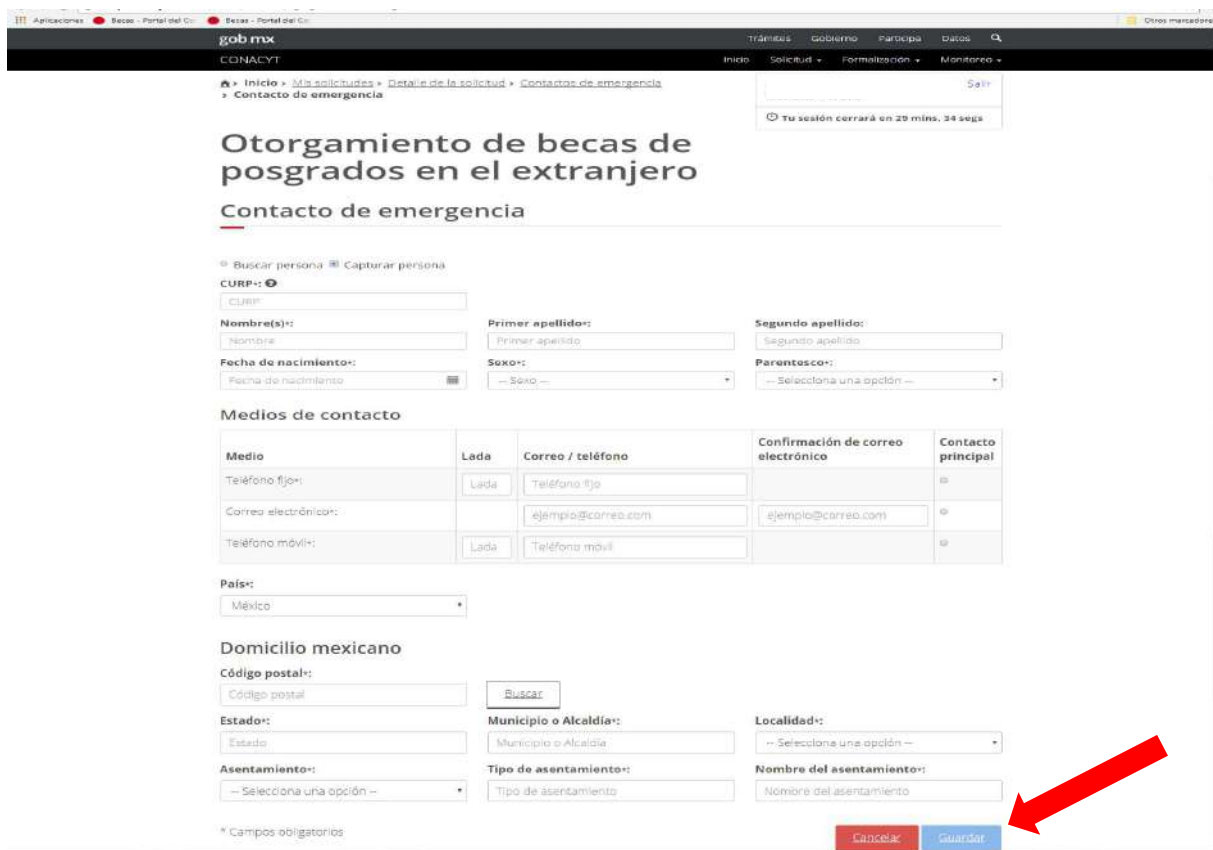 Aplicaciones Becas - Portal del Co Becas - Portal del Co Otros marcadore
gob.mx Trámites Gobierno Participa Datos
CONACYT Inicio Solicitud Formalización Monitoreo
> Inicio > Mis solicitudes > Detalle de la solicitud > Contactos de emergencia
> Contacto de emergencia
Salir
Tu sesión cerrará en 29 mins, 34 segs
Otorgamiento de becas de
posgrados en el extranjero
Contacto de emergencia
Buscar persona Capturar persona
CURP*:
CURP
Nombre(s)*: Primer apellido*: Segundo apellido:
Nombre Primer apellido Segundo apellido
Fecha de nacimiento*: Sexo*: Parentesco*:
Fecha de nacimiento -- Sexo -- -- Selecciona una opción --
Medios de contacto
Medio Lada Correo / teléfono Confirmación de correo electrónico Contacto principal
Teléfono fijo*: Lada Teléfono fijo
Correo electrónico*: ejemplo@correo.com ejemplo@correo.com
Teléfono móvil*: Lada Teléfono móvil
País*:
México
Domicilio mexicano
Código postal*:
Código postal Buscar
Estado*: Municipio o Alcaldía*: Localidad*:
Estado Municipio o Alcaldía -- Selecciona una opción --
Asentamiento*: Tipo de asentamiento*: Nombre del asentamiento*:
-- Selecciona una opción -- Tipo de asentamiento Nombre del asentamiento
* Campos obligatorios
Cancelar Guardar